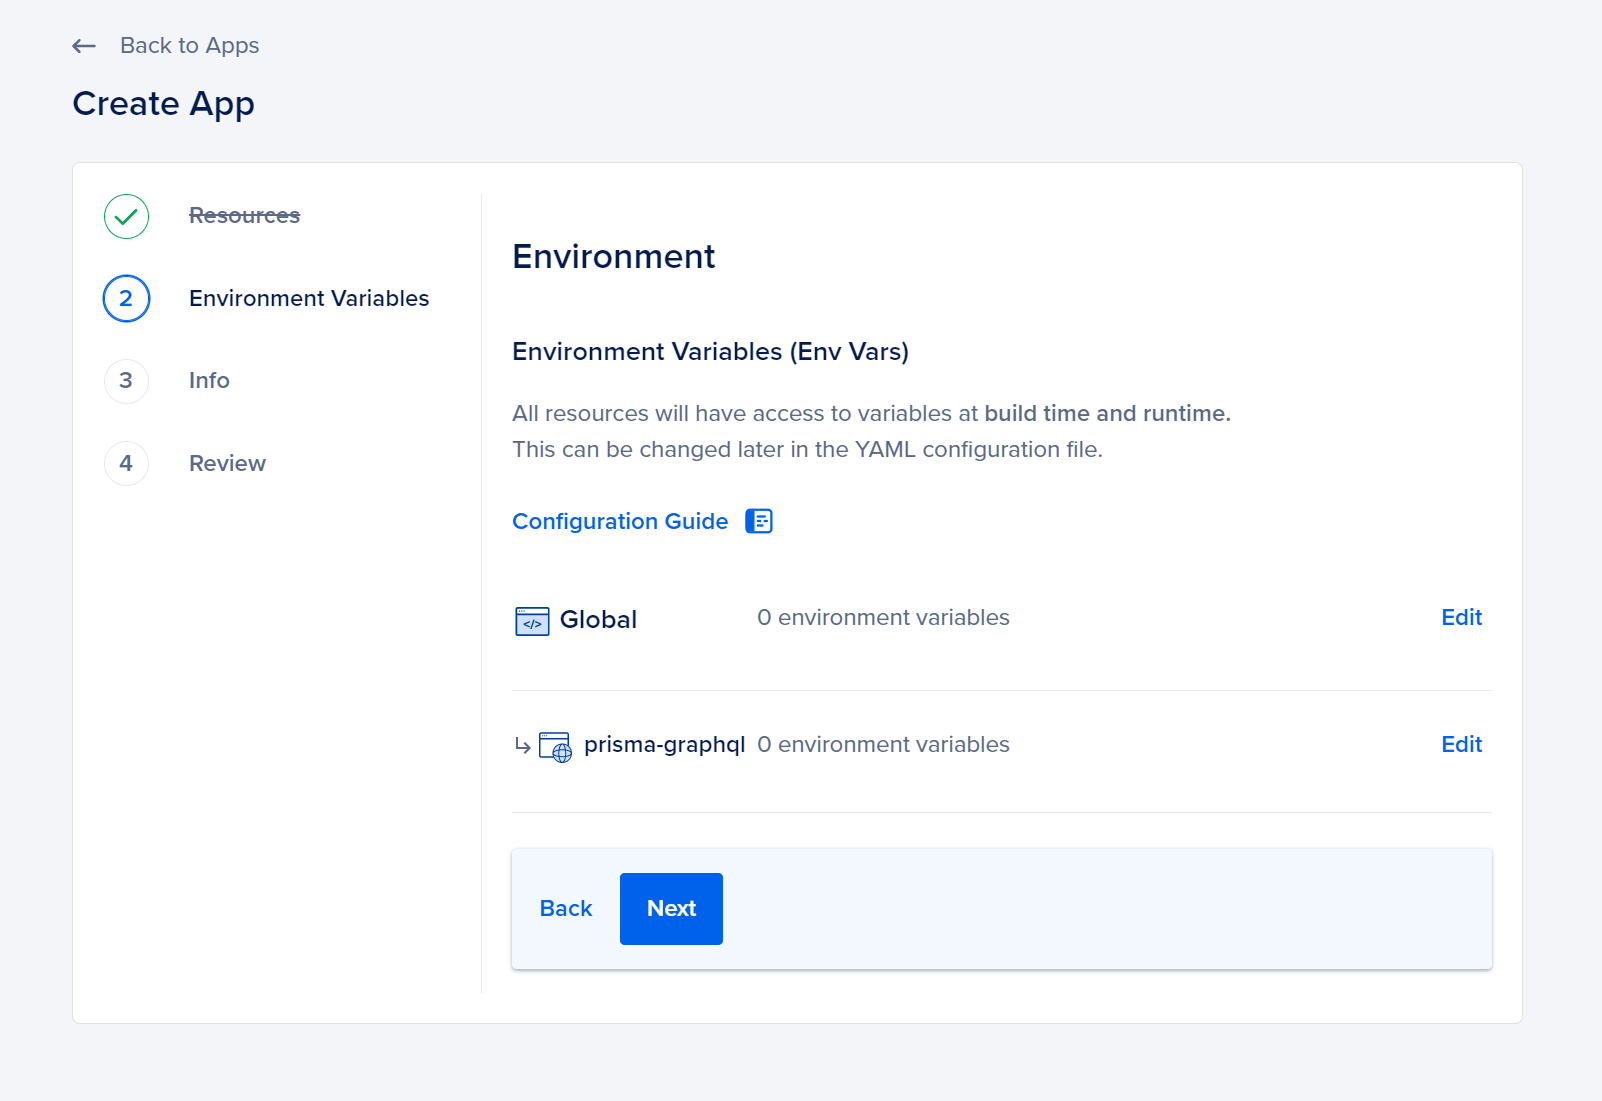 Back to Apps
Create App
Resources
2 Environment Variables
3 Info
4 Review
Environment
Environment Variables (Env Vars)
All resources will have access to variables at build time and runtime.
This can be changed later in the YAML configuration file.
Configuration Guide
</> Global 0 environment variables Edit
prisma-graphql 0 environment variables Edit
Back Next